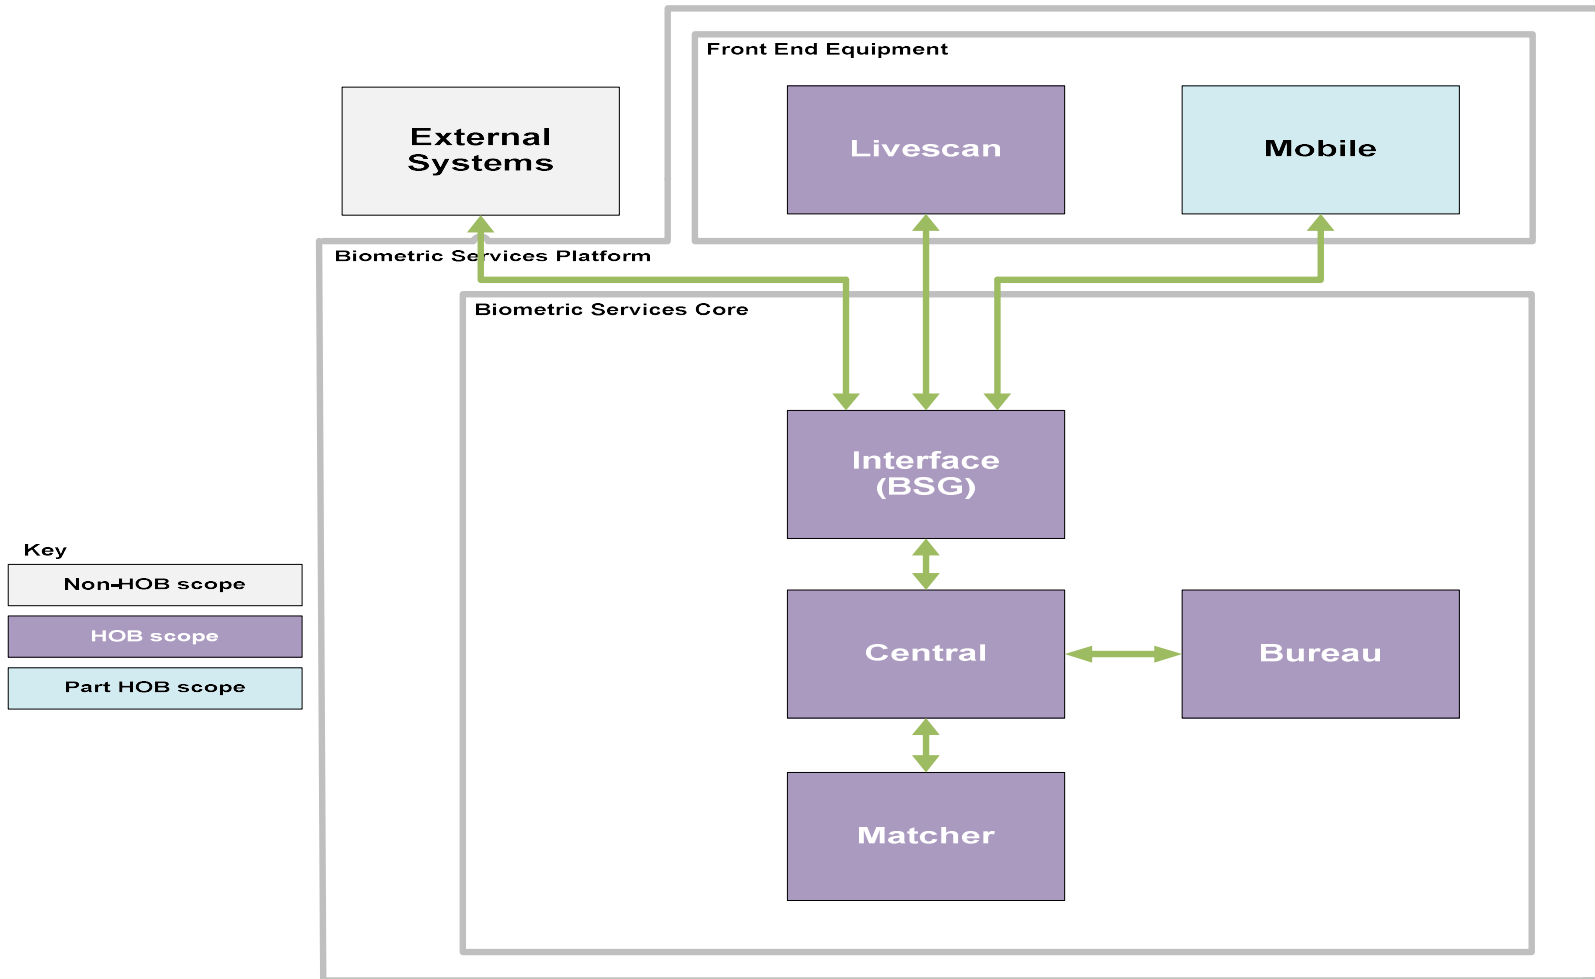 Front End Equipment
External
Systems
Livescan
Mobile
Biometric Services Platform
Biometric Services Core
Interface
(BSG)
Key
Non-HOB scope
HOB scope
Part HOB scope
Central
Bureau
Matcher